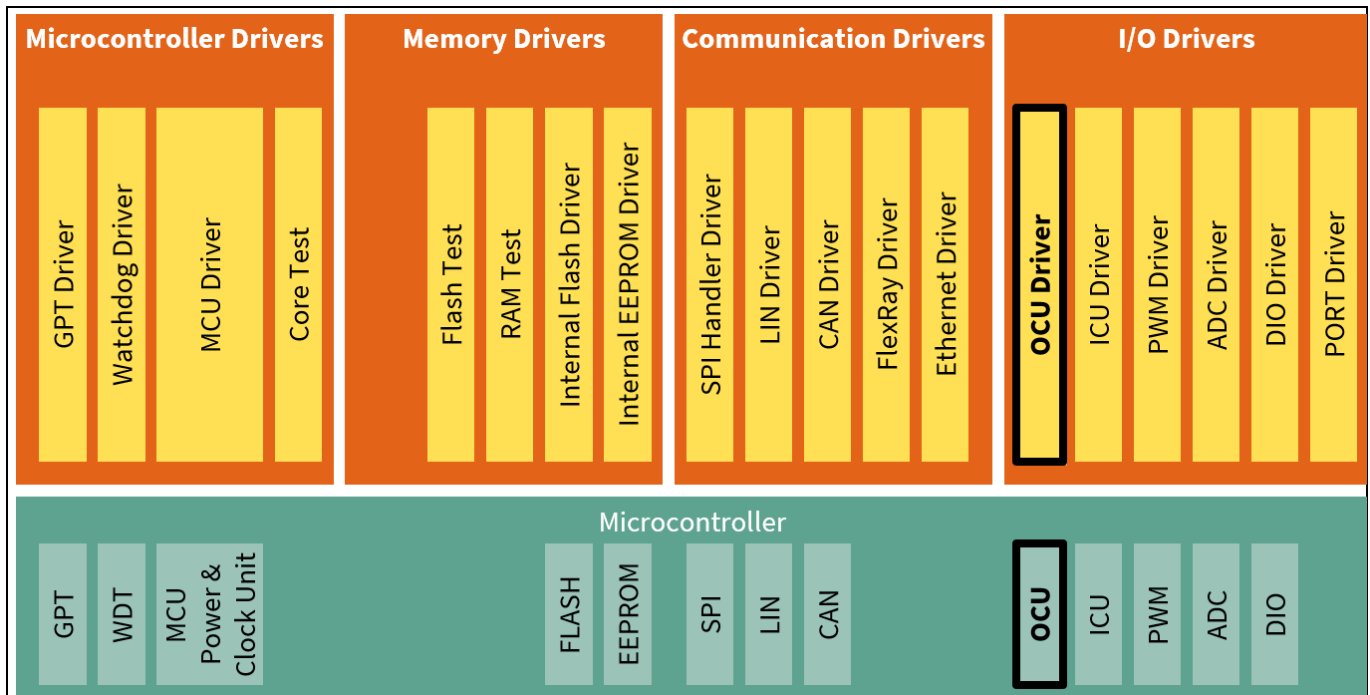 Microcontroller Drivers
Memory Drivers
Communication Drivers
I/O Drivers
GPT Driver
Watchdog Driver
MCU Driver
Core Test
Flash Test
RAM Test
Internal Flash Driver
Internal EEPROM Driver
SPI Handler Driver
LIN Driver
CAN Driver
FlexRay Driver
Ethernet Driver
OCU Driver
ICU Driver
PWM Driver
ADC Driver
DIO Driver
PORT Driver
Microcontroller
GPT
WDT
MCU
Power &
Clock Unit
FLASH
EEPROM
SPI
LIN
CAN
OCU
ICU
PWM
ADC
DIO